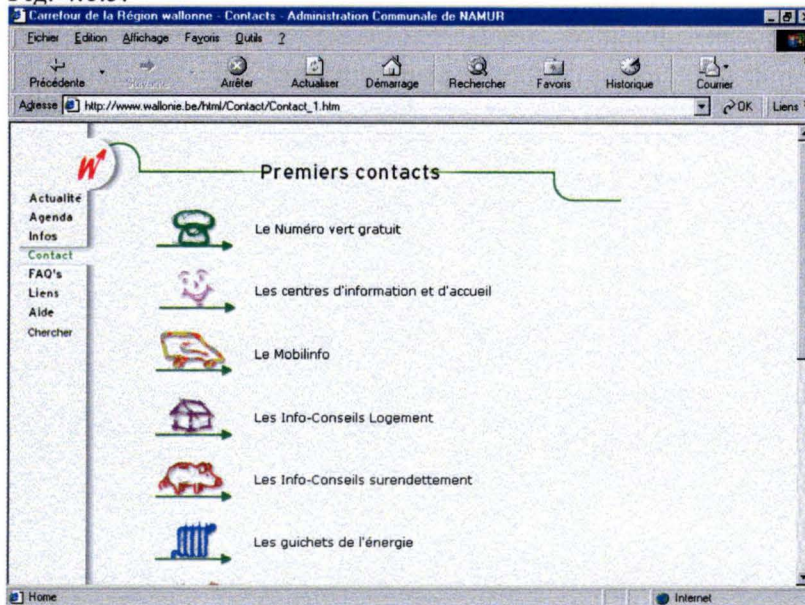 Carrefour de la Région wallonne - Contacts - Administration Communale de NAMUR
Fichier Edition Affichage Favoris Outils ?
Précédente Suivante Arrêter Actualiser Démarrage Rechercher Favoris Historique Courrier
Adresse http://www.wallonie.be/html/Contact/Contact_1.htm OK Liens
W
Premiers contacts
Actualité
Agenda
Infos
Contact
FAQ's
Liens
Aide
Chercher
Le Numéro vert gratuit
Les centres d'information et d'accueil
Le Mobilinfo
Les Info-Conseils Logement
Les Info-Conseils surendettement
Les guichets de l'énergie
Home Internet